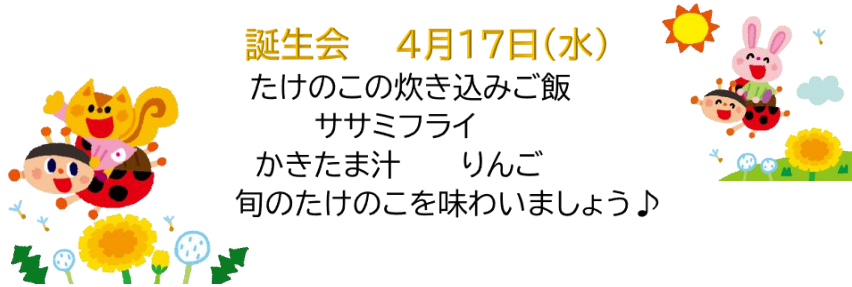 誕生会　４月１７日（水）
たけのこの炊き込みご飯
ササミフライ
かきたま汁　　りんご
旬のたけのこを味わいましょう♪